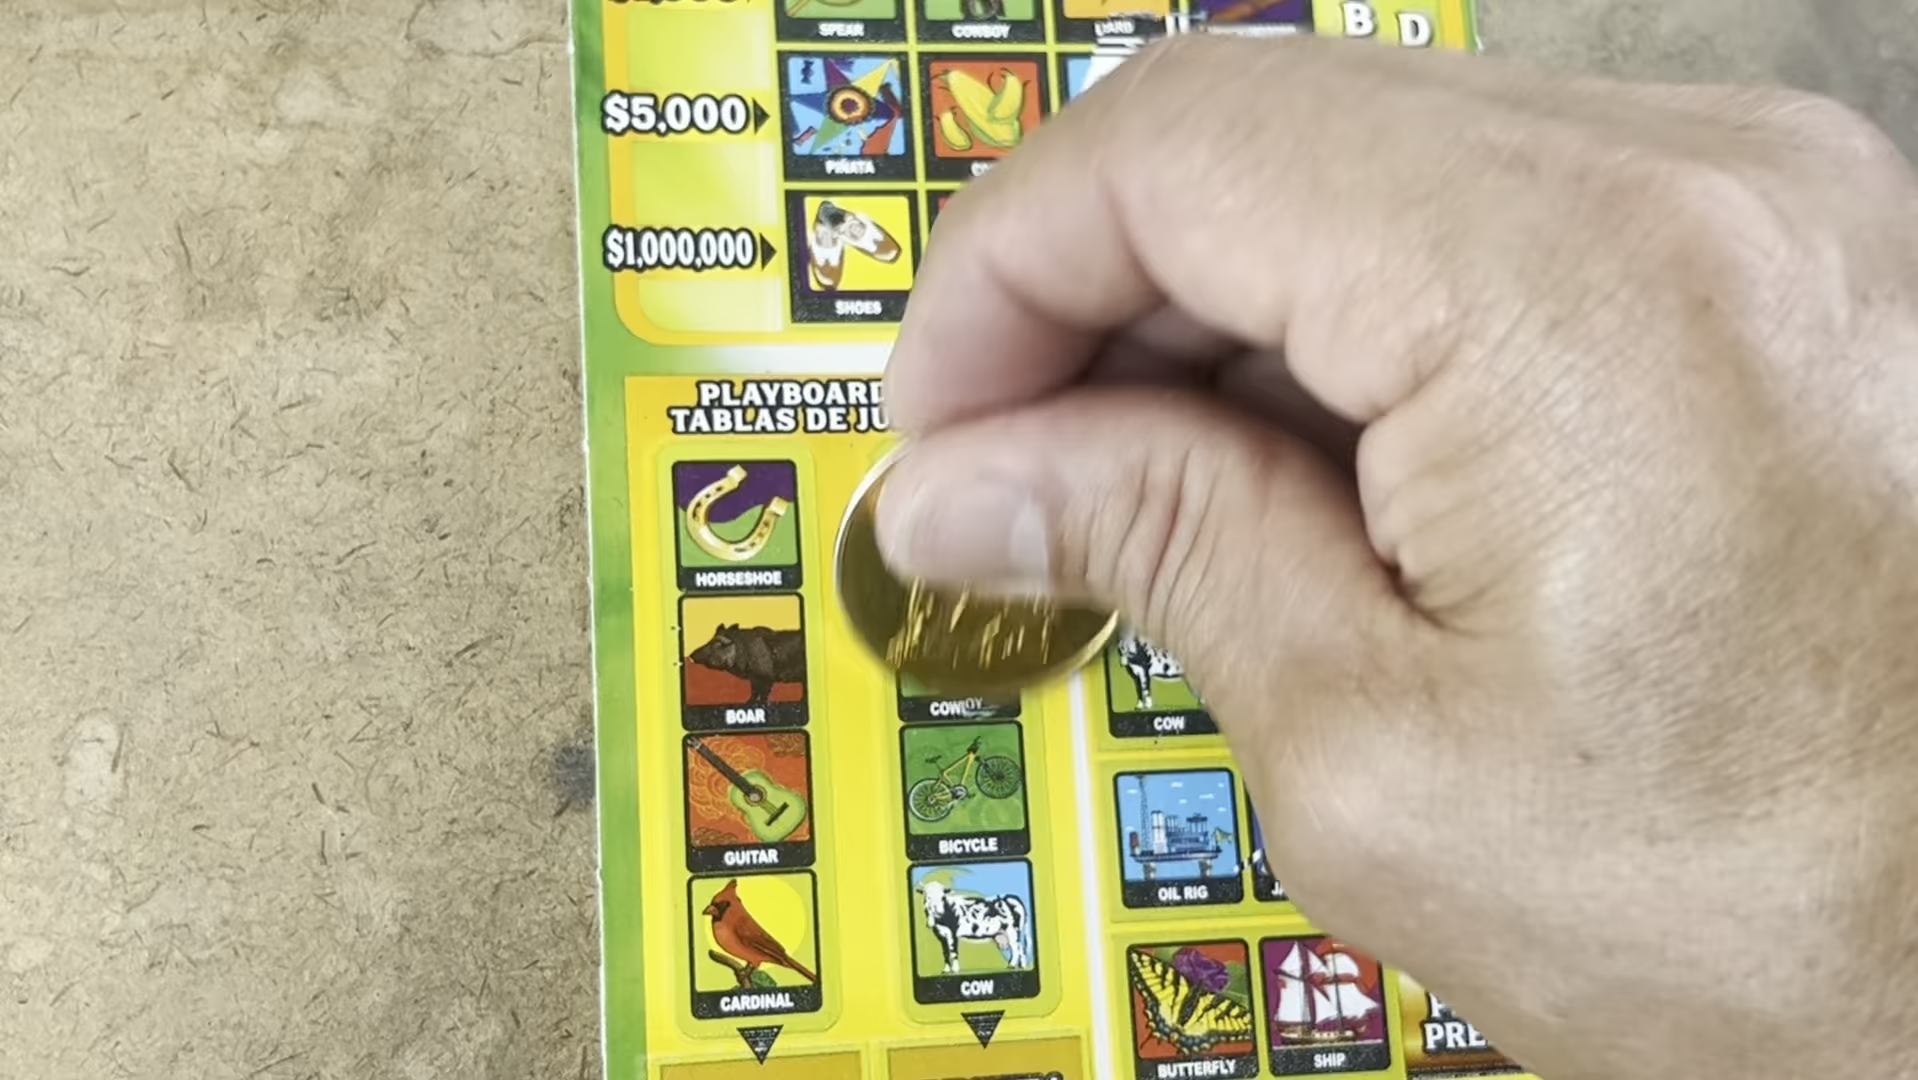 SPEAR
COWBOY
B
D
$5,000
PIÑATA
$1,000,000
SHOES
PLAYBOARD
TABLAS DE JU
HORSESHOE
BOAR
COWBOY
COW
GUITAR
BICYCLE
OIL RIG
CARDINAL
COW
BUTTERFLY
SHIP
PRE